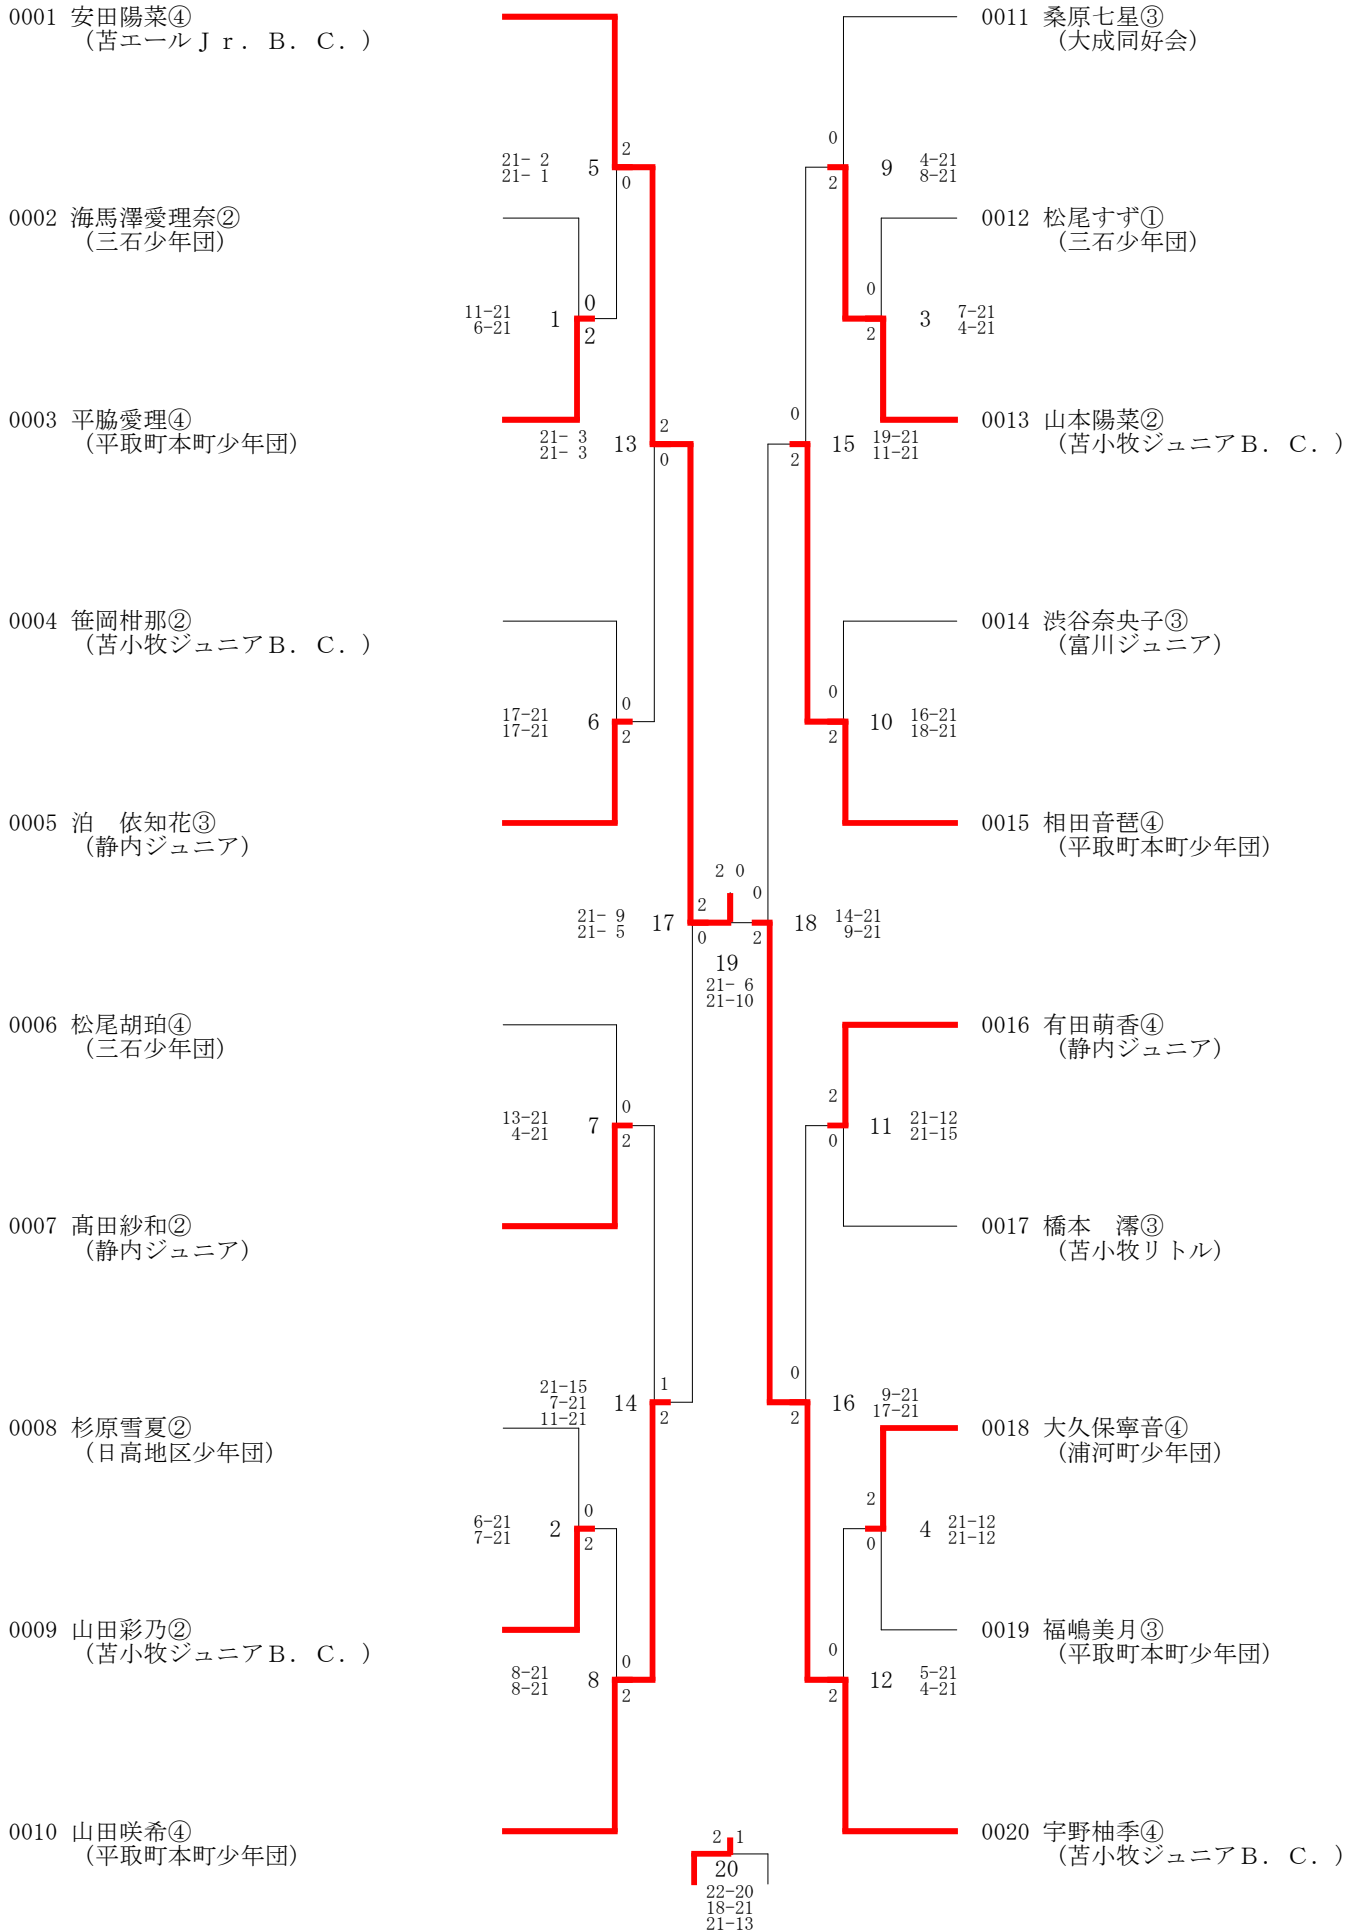 0001 安田陽菜④
（苫エールＪｒ．Ｂ．Ｃ．）
21- 2
21- 1
5
2
0
0002 海馬澤愛理奈②
（三石少年団）
11-21
6-21
1
0
2
0003 平脇愛理④
（平取町本町少年団）
21- 3
21- 3
13
2
0
0004 笹岡柑那②
（苫小牧ジュニアＢ．Ｃ．）
17-21
17-21
6
0
2
0005 泊　依知花③
（静内ジュニア）
21- 9
21- 5
17
2
0
0006 松尾胡珀④
（三石少年団）
13-21
4-21
7
0
2
0007 髙田紗和②
（静内ジュニア）
21-15
7-21
11-21
14
1
2
0008 杉原雪夏②
（日高地区少年団）
6-21
7-21
2
0
2
0009 山田彩乃②
（苫小牧ジュニアＢ．Ｃ．）
8-21
8-21
8
0
2
0010 山田咲希④
（平取町本町少年団）
2 0
19
21- 6
21-10
2 1
20
22-20
18-21
21-13
0011 桑原七星③
（大成同好会）
0
2
9
4-21
8-21
0012 松尾すず①
（三石少年団）
0
2
3
7-21
4-21
0013 山本陽菜②
（苫小牧ジュニアＢ．Ｃ．）
0
2
15
19-21
11-21
0014 渋谷奈央子③
（富川ジュニア）
0
2
10
16-21
18-21
0015 相田音琶④
（平取町本町少年団）
0
2
18
14-21
9-21
0016 有田萌香④
（静内ジュニア）
2
0
11
21-12
21-15
0017 橋本　澪③
（苫小牧リトル）
0
2
16
9-21
17-21
0018 大久保寧音④
（浦河町少年団）
2
0
4
21-12
21-12
0019 福嶋美月③
（平取町本町少年団）
0
2
12
5-21
4-21
0020 宇野柚季④
（苫小牧ジュニアＢ．Ｃ．）